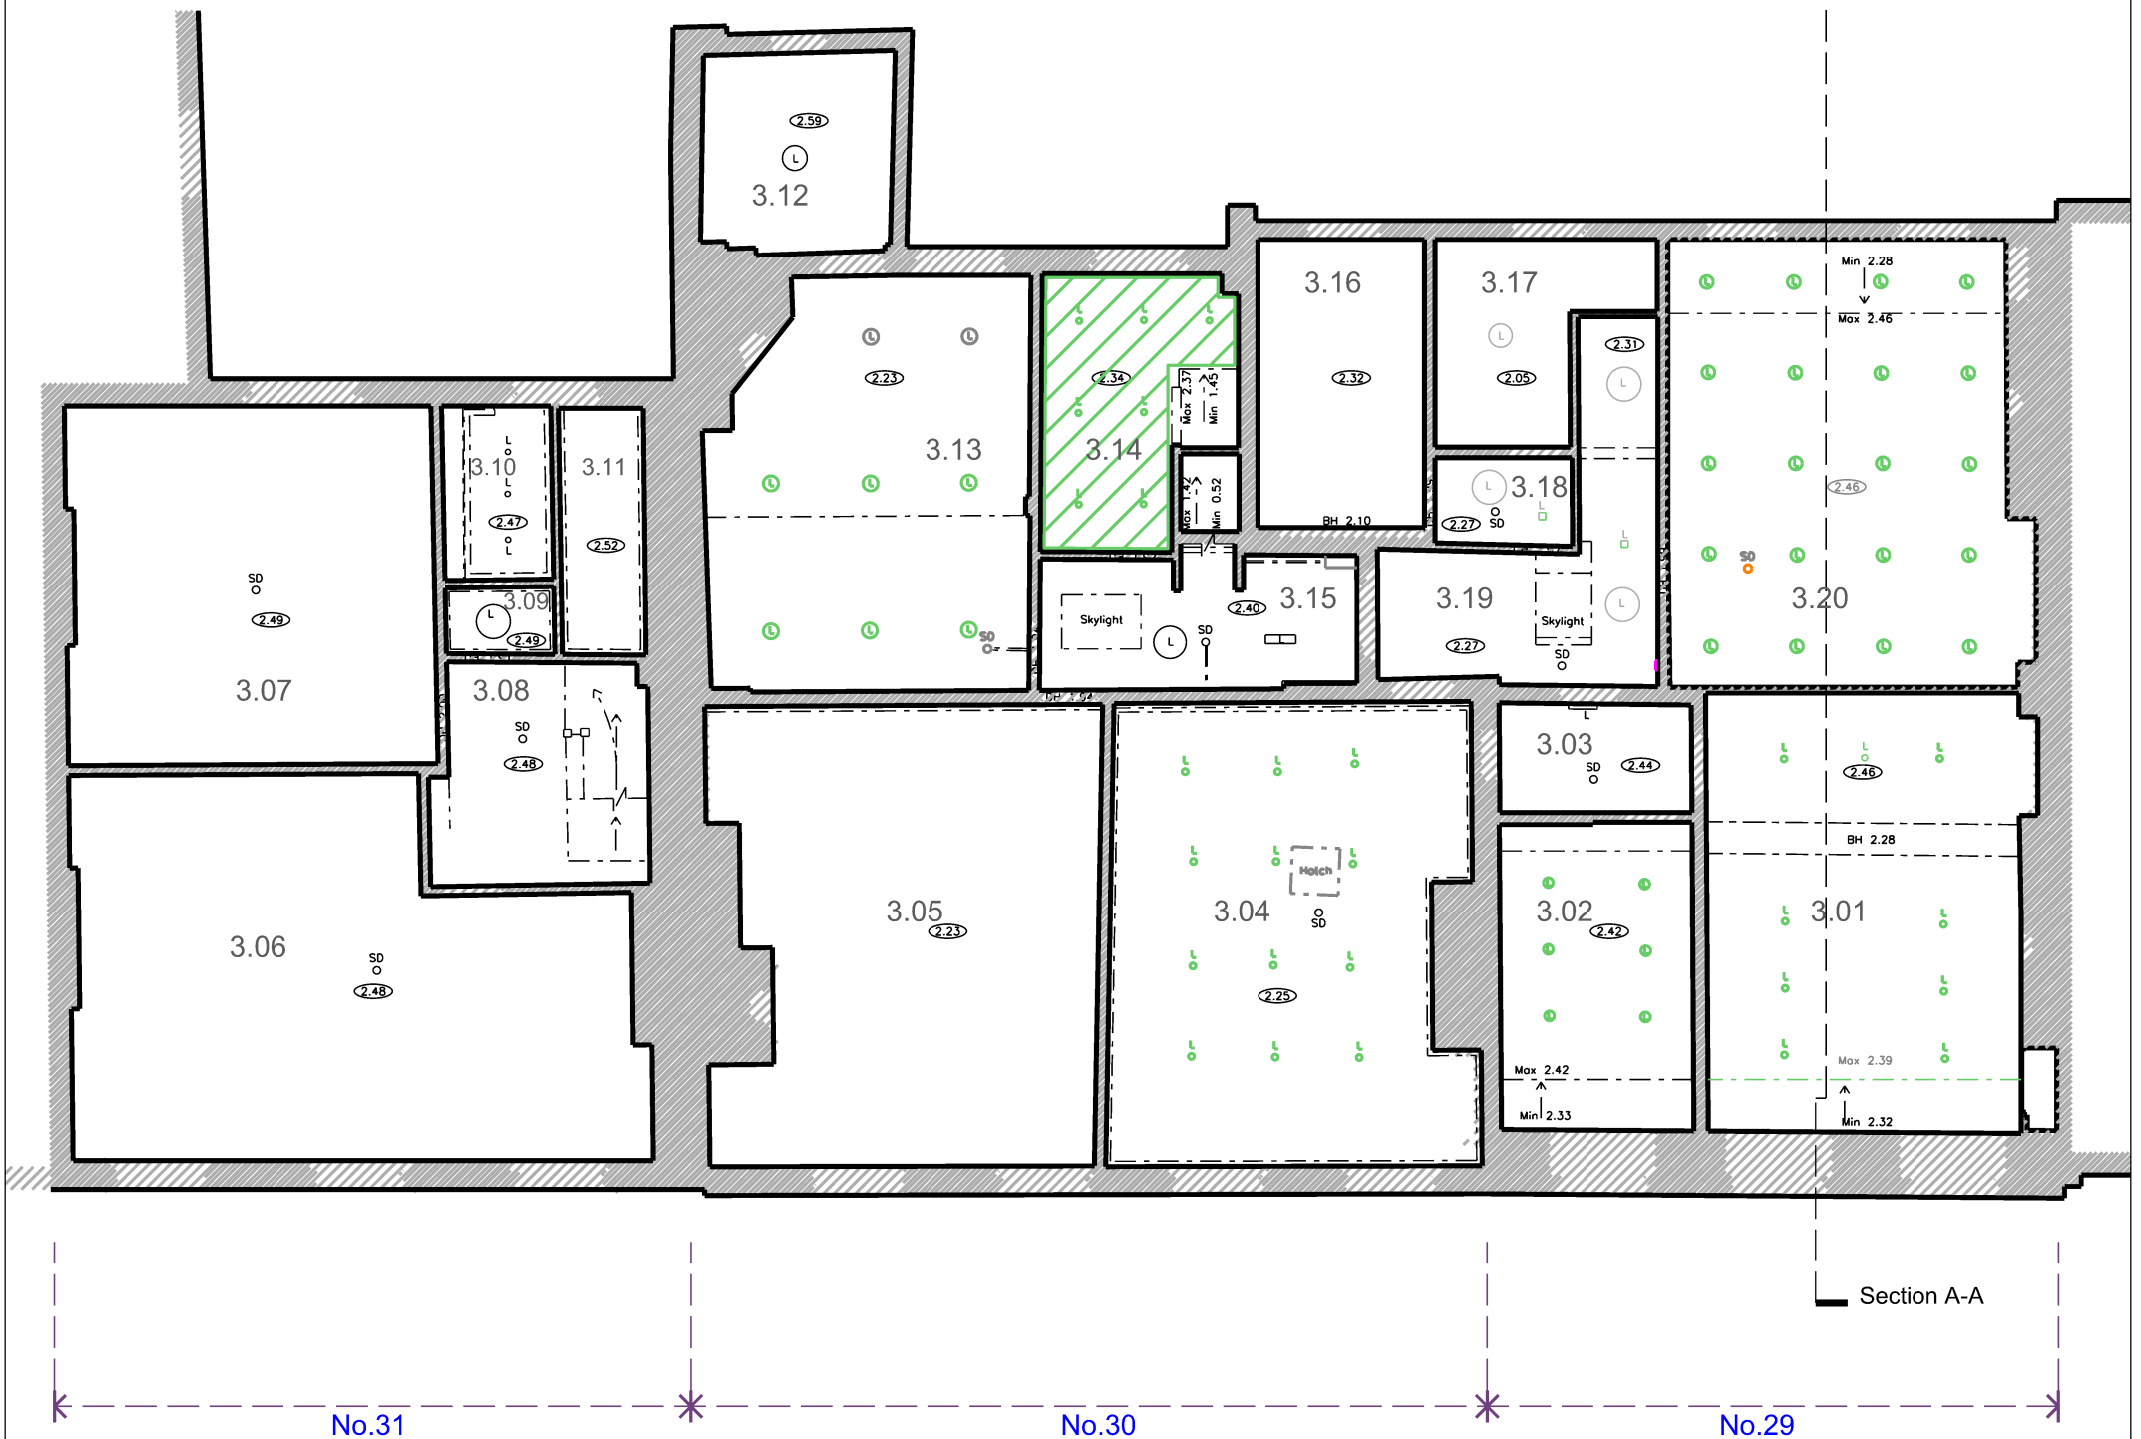 2.59
L
3.12
Min 2.28
Max 2.46
3.16
3.17
2.31
L
L
2.23
2.34
2.32
2.05
Max 2.37
Min 1.45
3.13
3.14
3.10
3.11
L
L
2.47
L
2.52
Max 1.42
Min 0.52
BH 2.10
L
3.18
2.27
SD
L
2.46
SD
3.20
3.09
L
2.49
SD
2.49
3.07
3.08
SD
2.48
Skylight
L
SD
2.40
3.15
SD
3.19
2.27
Skylight
SD
L
L
3.03
L
SD
2.44
L
2.46
BH 2.28
3.06
SD
2.48
3.05
2.23
3.04
Hatch
SD
2.25
3.02
2.42
3.01
Max 2.42
Min 2.33
Max 2.39
Min 2.32
Section A-A
No.31
No.30
No.29